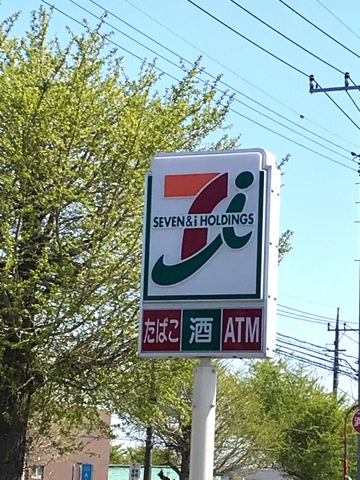 SEVEN&i HOLDINGS
たばこ 酒 ATM